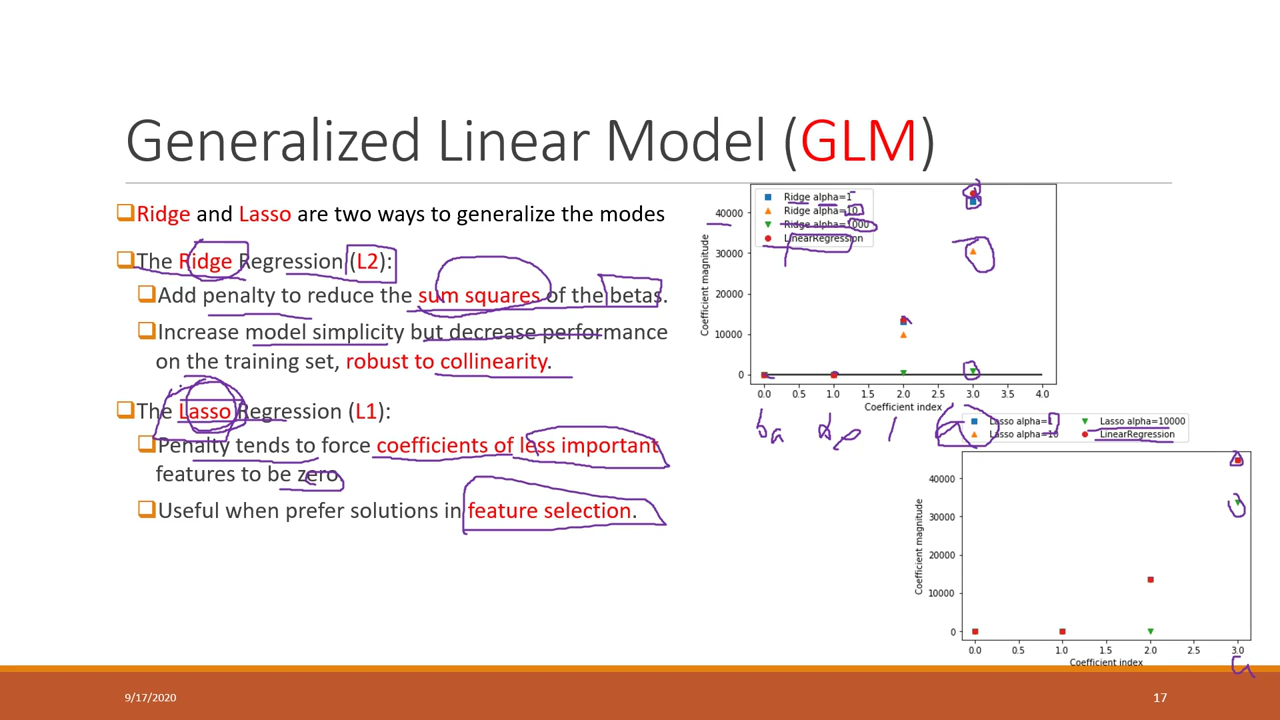 Generalized Linear Model (GLM)
Ridge and Lasso are two ways to generalize the modes
The Ridge Regression (L2):
Add penalty to reduce the sum squares of the betas.
Increase model simplicity but decrease performance
on the training set, robust to collinearity.
The Lasso Regression (L1):
Penalty tends to force coefficients of less important
features to be zero
Useful when prefer solutions in feature selection.
Ridge alpha=1
Ridge alpha=10
Ridge alpha=1000
LinearRegression
Coefficient magnitude
40000
30000
20000
10000
0
0.0 0.5 1.0 1.5 2.0 2.5 3.0 3.5 4.0
Coefficient index
Lasso alpha=1 Lasso alpha=10000
Lasso alpha=10 LinearRegression
Coefficient magnitude
40000
30000
20000
10000
0
0.0 0.5 1.0 1.5 2.0 2.5 3.0
Coefficient index
9/17/2020
17